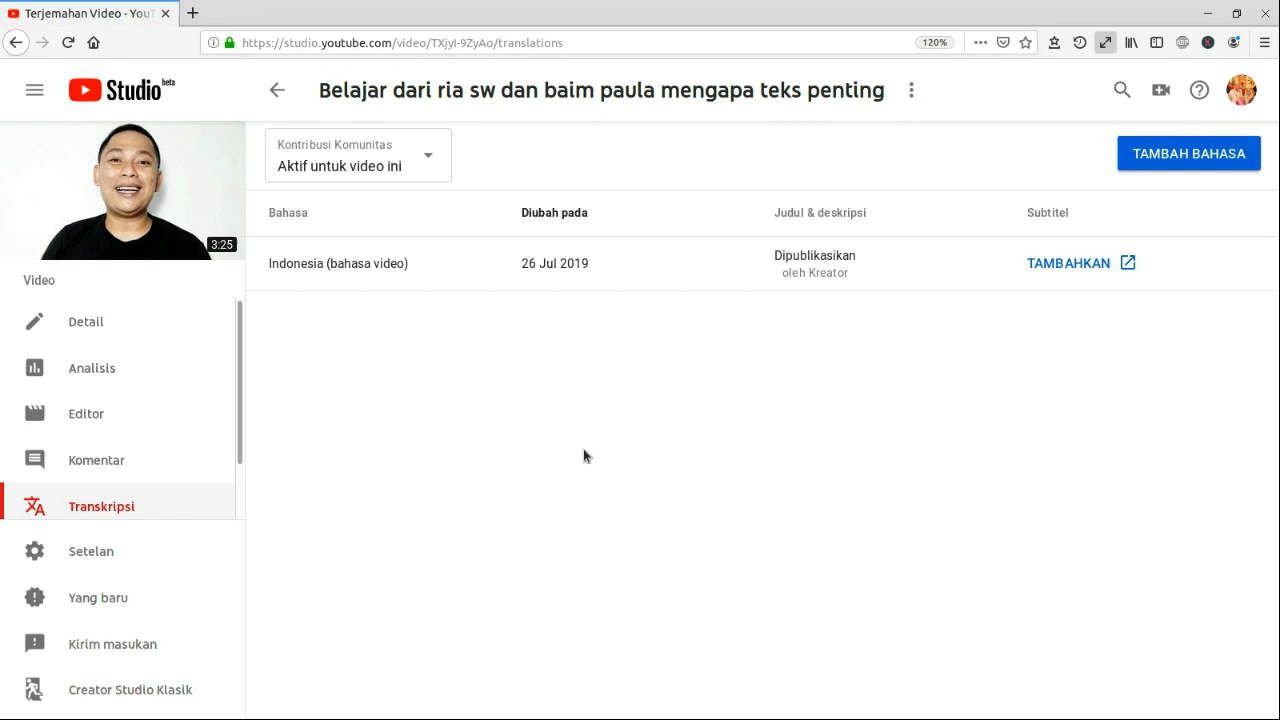 Terjemahan Video - YouT
https://studio.youtube.com/video/TXjyI-9ZyAo/translations
120%
ABP
K
Studio beta
Belajar dari ria sw dan baim paula mengapa teks penting
3:25
Kontribusi Komunitas
Aktif untuk video ini
TAMBAH BAHASA
Bahasa
Diubah pada
Judul & deskripsi
Subtitel
Indonesia (bahasa video)
26 Jul 2019
Dipublikasikan
oleh Kreator
TAMBAHKAN
Video
Detail
Analisis
Editor
Komentar
Transkripsi
Setelan
Yang baru
Kirim masukan
Creator Studio Klasik